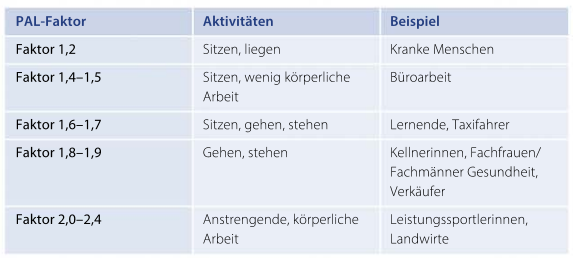 PAL-Faktor Aktivitäten Beispiel
Faktor 1,2 Sitzen, liegen Kranke Menschen
Faktor 1,4–1,5 Sitzen, wenig körperliche Büroarbeit
Arbeit
Faktor 1,6–1,7 Sitzen, gehen, stehen Lernende, Taxifahrer
Faktor 1,8–1,9 Gehen, stehen Kellnerinnen, Fachfrauen/
Fachmänner Gesundheit,
Verkäufer
Faktor 2,0–2,4 Anstrengende, körperliche Leistungssportlerinnen,
Arbeit Landwirte